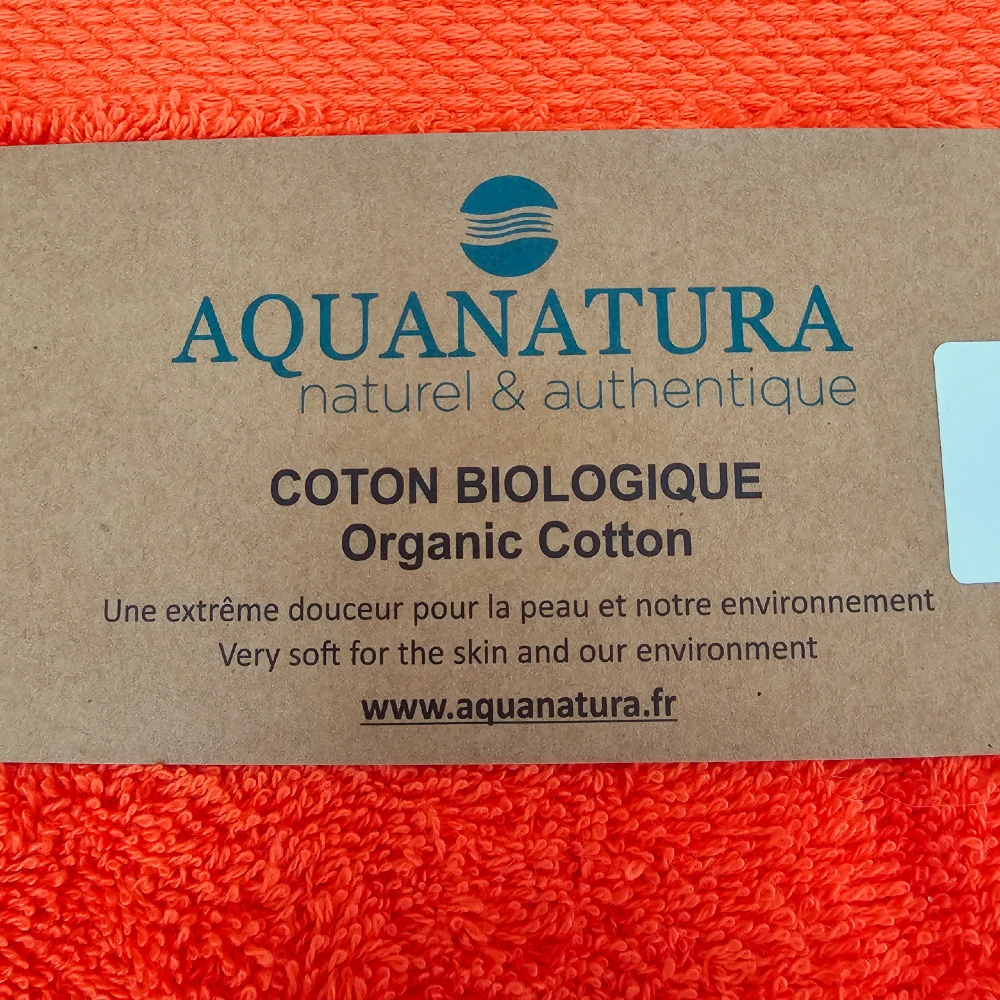 AQUANATURA
naturel & authentique
COTON BIOLOGIQUE
Organic Cotton
Une extrême douceur pour la peau et notre environnement
Very soft for the skin and our environment
www.aquanatura.fr